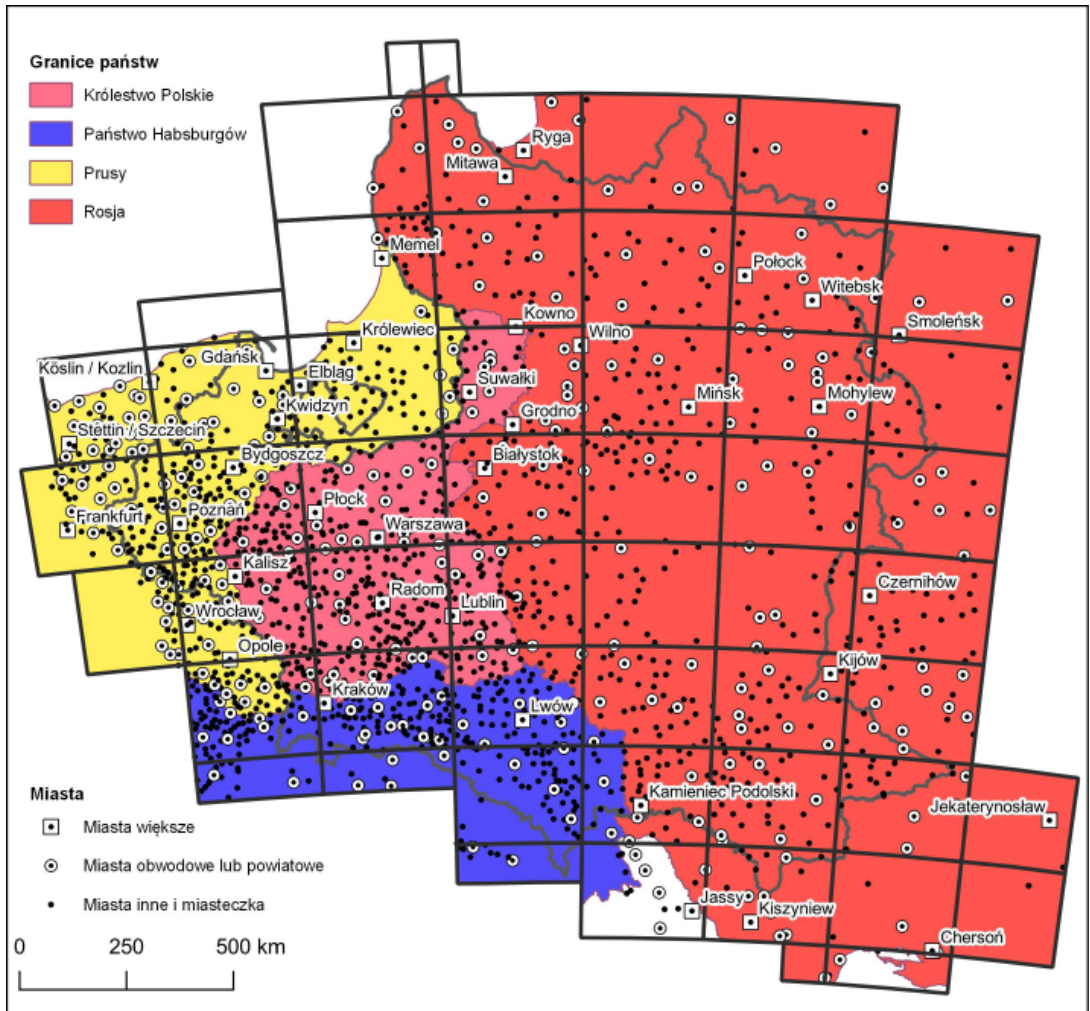 Granice państw
Królestwo Polskie
Państwo Habsburgów
Prusy
Rosja
Ryga
Mitawa
Memel
Połock
Witebsk
Kowno
Smoleńsk
Królewiec
Wilno
Gdańsk
Köslin / Kozlin
Elbląg
Suwałki
Mińsk
Mohylew
Kwidzyn
Grodno
Stettin / Szczecin
Bydgoszcz
Białystok
Płock
Frankfurt
Poznań
Warszawa
Kalisz
Czernihów
Radom
Lublin
Wrocław
Opole
Kijów
Kraków
Lwów
Kamieniec Podolski
Jekaterynosław
Jassy
Kiszyniew
Chersoń
Miasta
Miasta większe
Miasta obwodowe lub powiatowe
Miasta inne i miasteczka
0 250 500 km